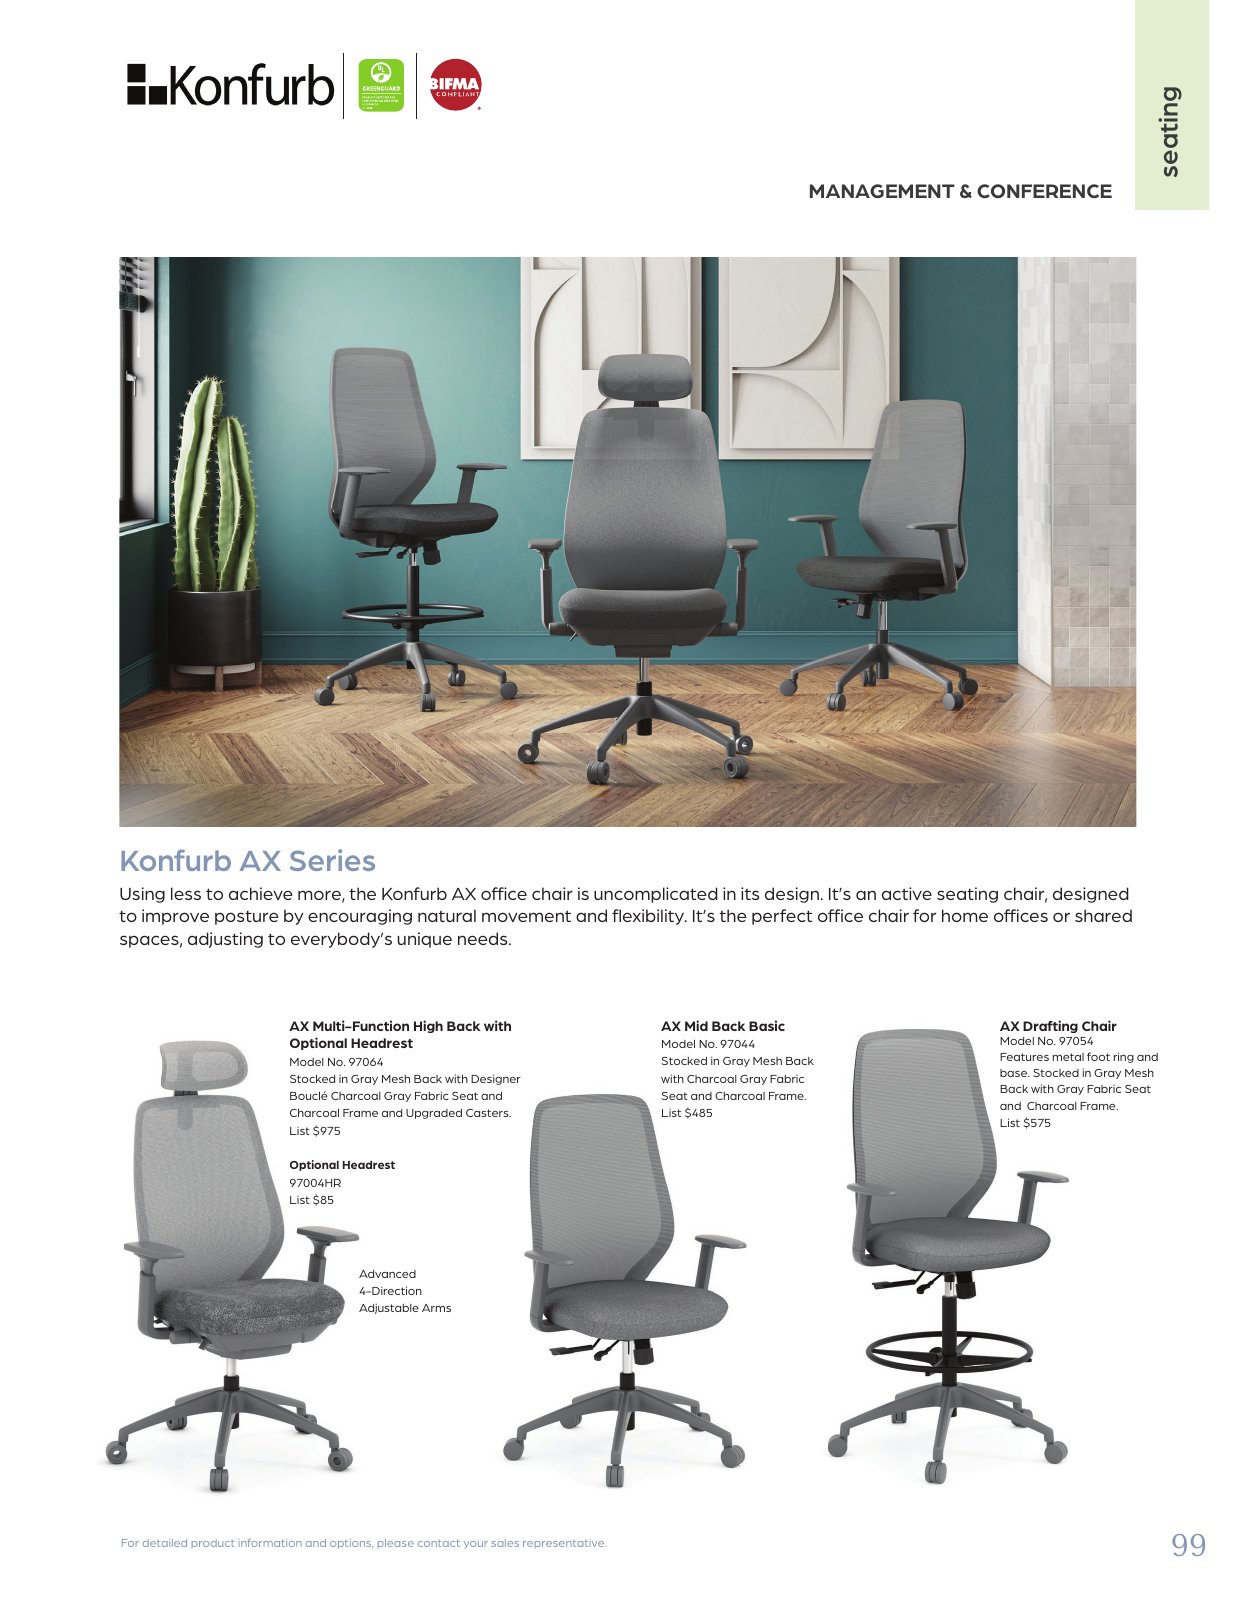 Konfurb
UL
GREENGUARD
BIFMA
COMPLIANT
seating
MANAGEMENT & CONFERENCE
Konfurb AX Series
Using less to achieve more, the Konfurb AX office chair is uncomplicated in its design. It’s an active seating chair, designed
to improve posture by encouraging natural movement and flexibility. It’s the perfect office chair for home offices or shared
spaces, adjusting to everybody’s unique needs.
AX Multi-Function High Back with
Optional Headrest
Model No. 97064
Stocked in Gray Mesh Back with Designer
Bouclé Charcoal Gray Fabric Seat and
Charcoal Frame and Upgraded Casters.
List $975
Optional Headrest
97004HR
List $85
Advanced
4-Direction
Adjustable Arms
AX Mid Back Basic
Model No. 97044
Stocked in Gray Mesh Back
with Charcoal Gray Fabric
Seat and Charcoal Frame.
List $485
AX Drafting Chair
Model No. 97054
Features metal foot ring and
base. Stocked in Gray Mesh
Back with Gray Fabric Seat
and Charcoal Frame.
List $575
For detailed product information and options, please contact your sales representative.
99